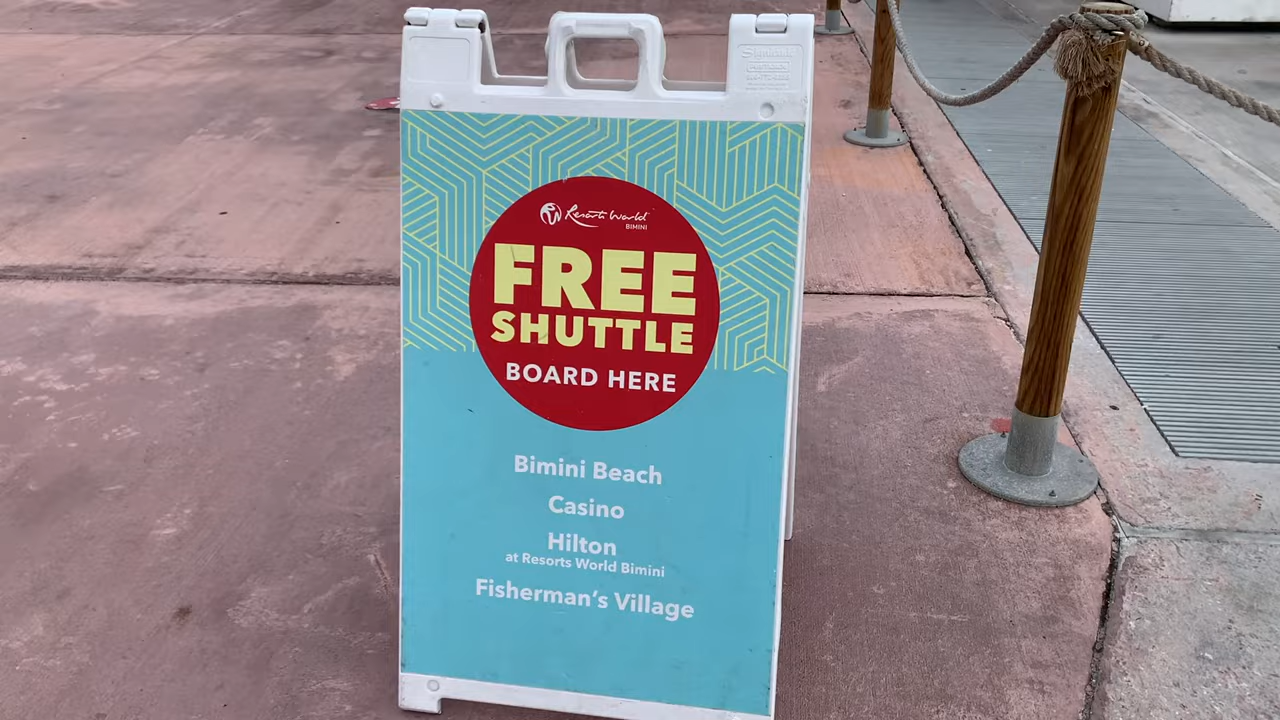 Resorts World
BIMINI
FREE
SHUTTLE
BOARD HERE
Bimini Beach
Casino
Hilton
at Resorts World Bimini
Fisherman's Village